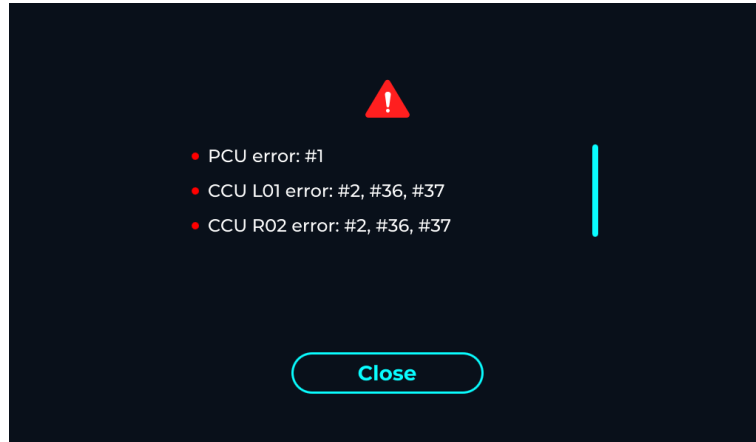 PCU error: #1
CCU L01 error: #2, #36, #37
CCU R02 error: #2, #36, #37
Close